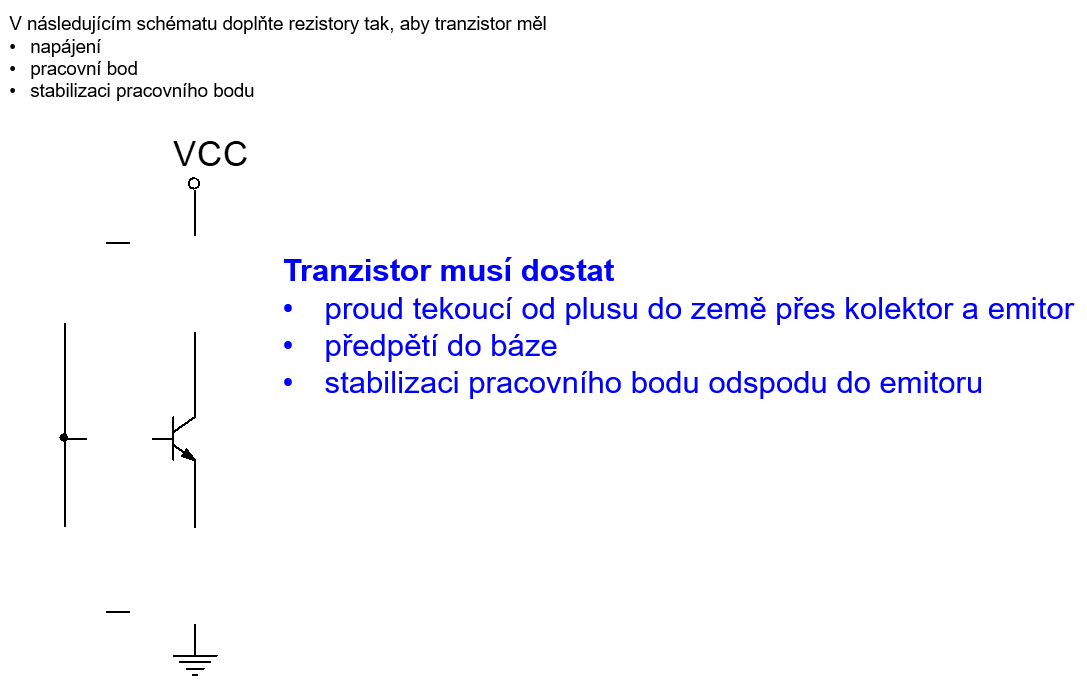 V následujícím schématu doplňte rezistory tak, aby tranzistor měl
• napájení
• pracovní bod
• stabilizaci pracovního bodu
VCC
Tranzistor musí dostat
• proud tekoucí od plusu do země přes kolektor a emitor
• předpětí do báze
• stabilizaci pracovního bodu odspodu do emitoru